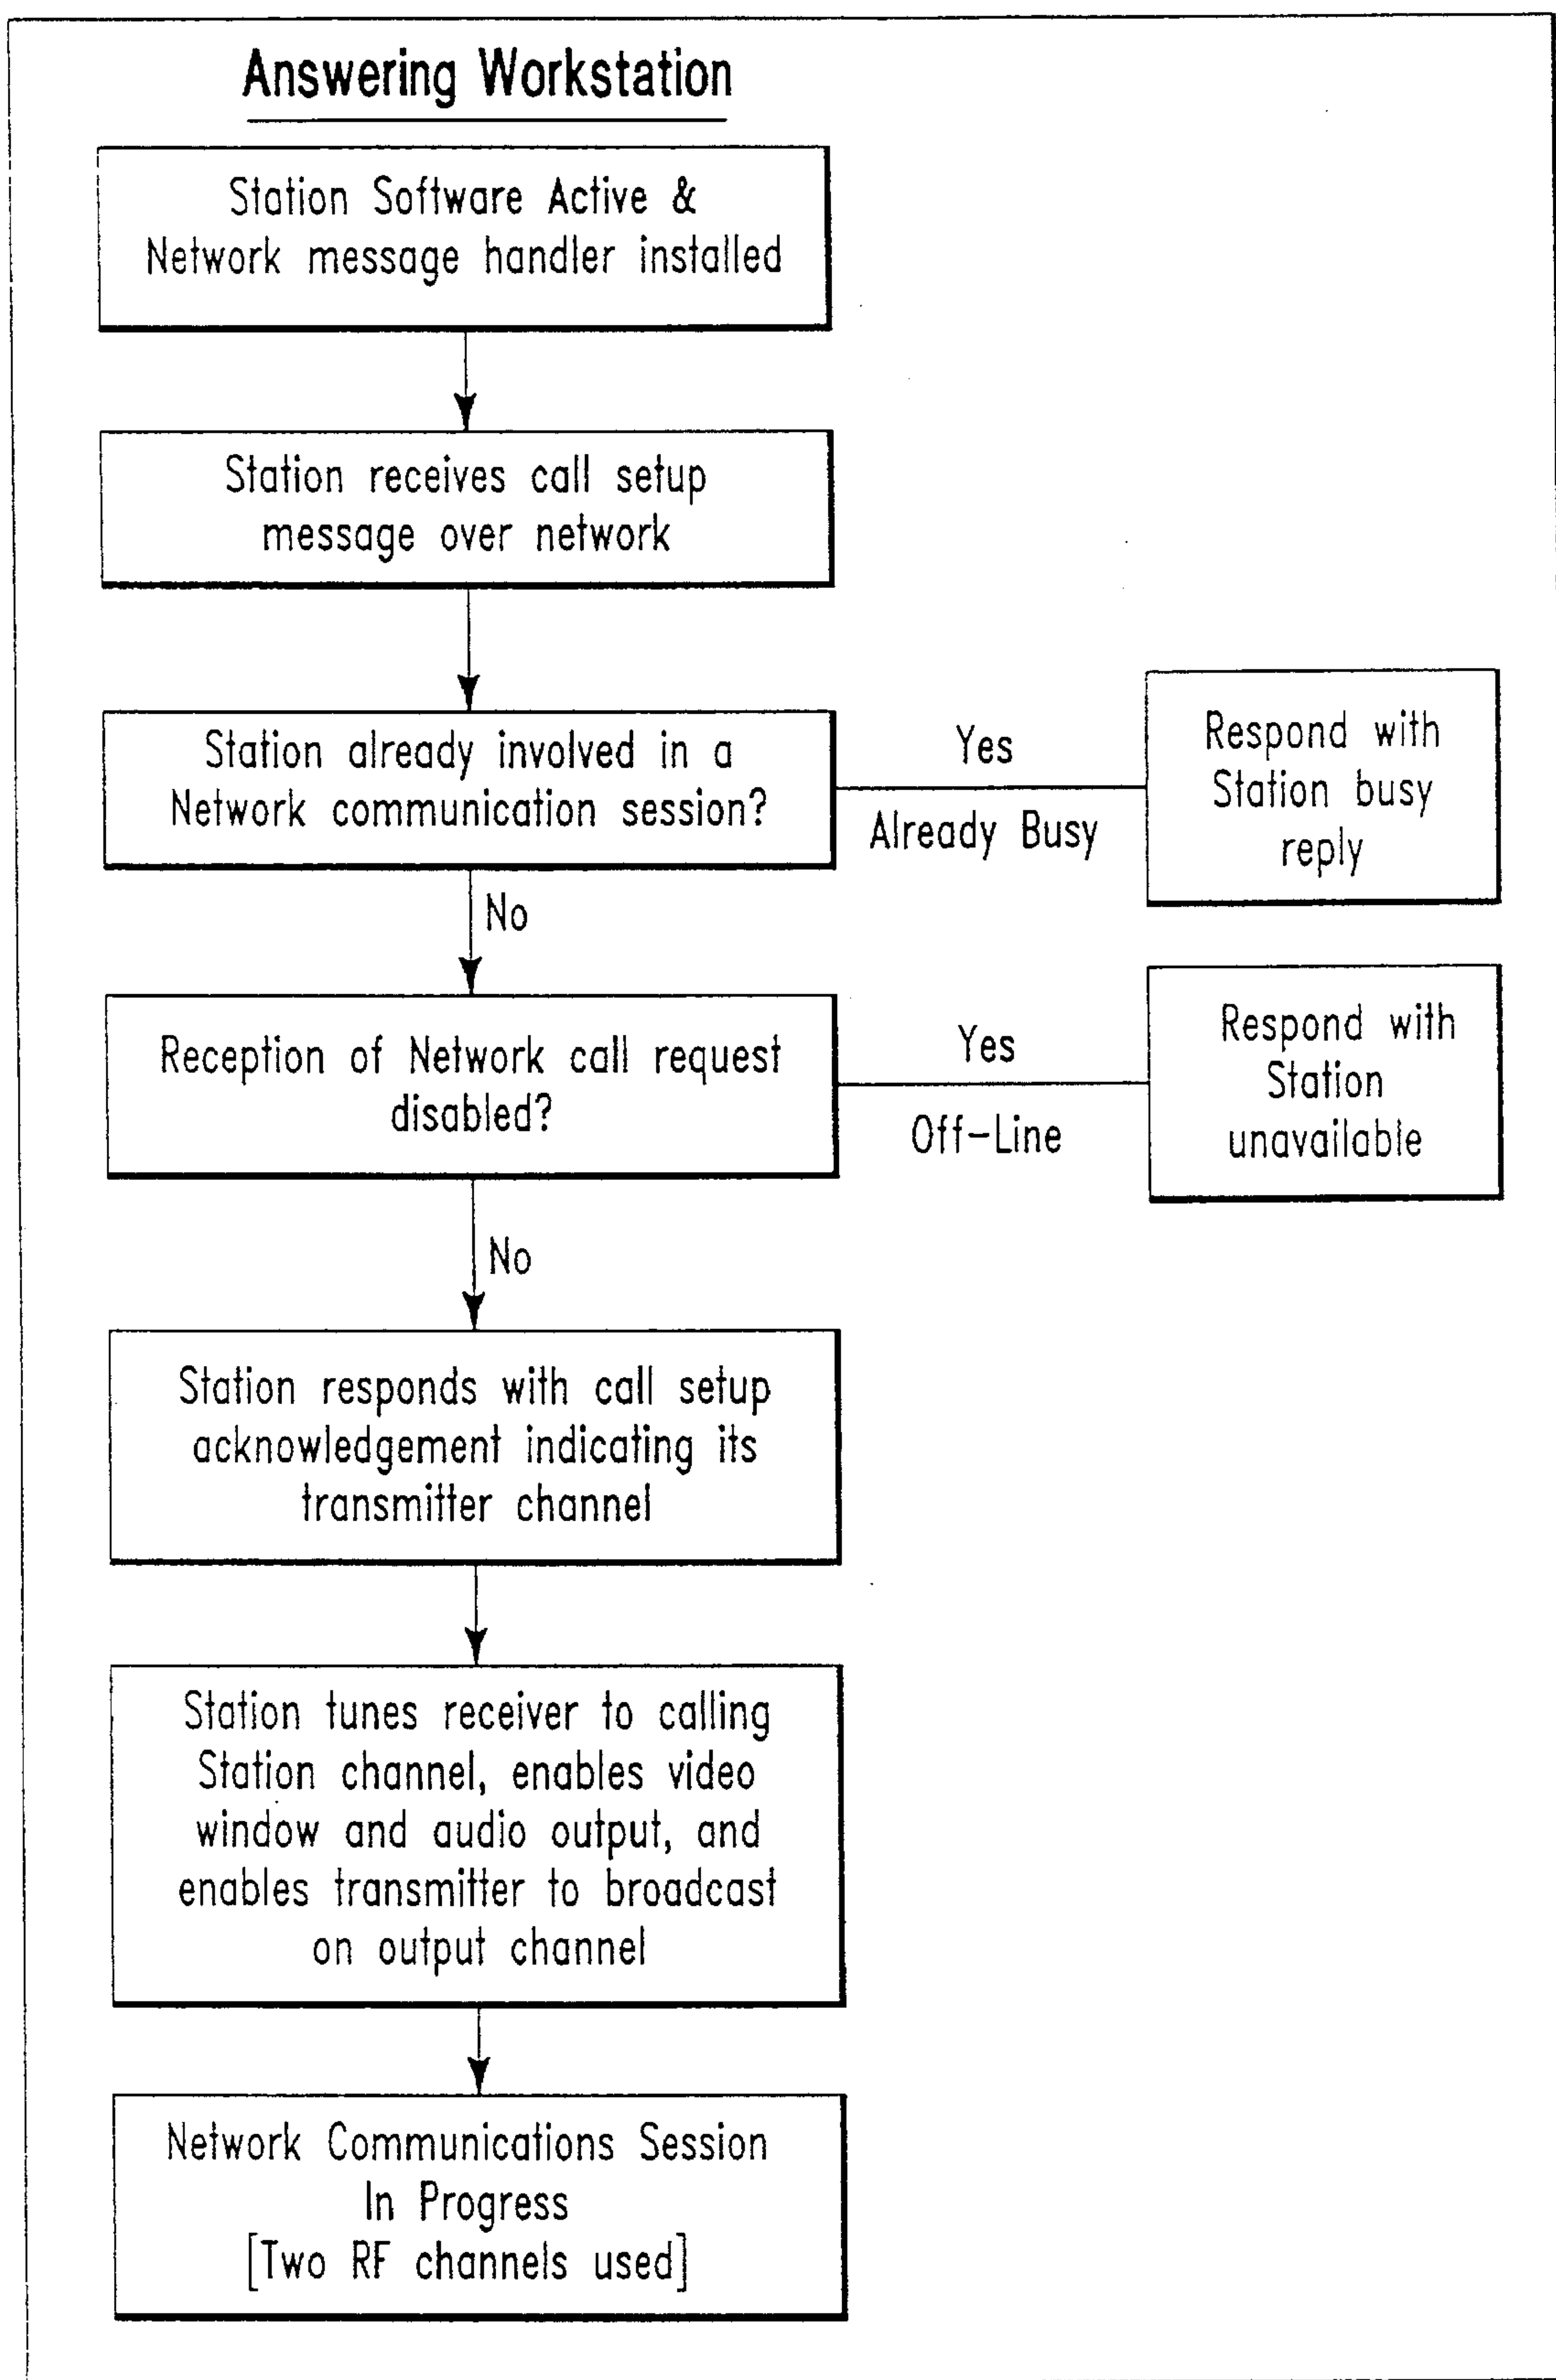 Answering Workstation
Station Software Active &
Network message handler installed
Station receives call setup
message over network
Station already involved in a
Network communication session?
Yes
Already Busy
Respond with
Station busy
reply
No
Reception of Network call request
disabled?
Yes
Off-Line
Respond with
Station
unavailable
No
Station responds with call setup
acknowledgement indicating its
transmitter channel
Station tunes receiver to calling
Station channel, enables video
window and audio output, and
enables transmitter to broadcast
on output channel
Network Communications Session
In Progress
[Two RF channels used]